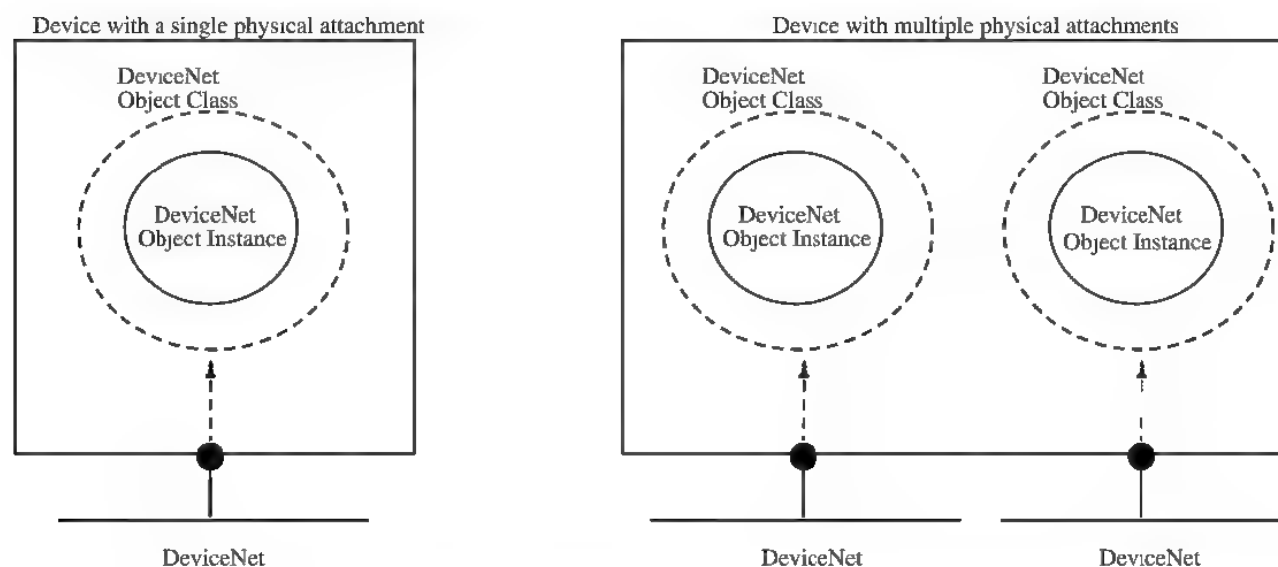 Device with a single physical attachment
DeviceNet
Object Class
DeviceNet
Object Instance
DeviceNet
Device with multiple physical attachments
DeviceNet
Object Class
DeviceNet
Object Instance
DeviceNet
DeviceNet
Object Class
DeviceNet
Object Instance
DeviceNet